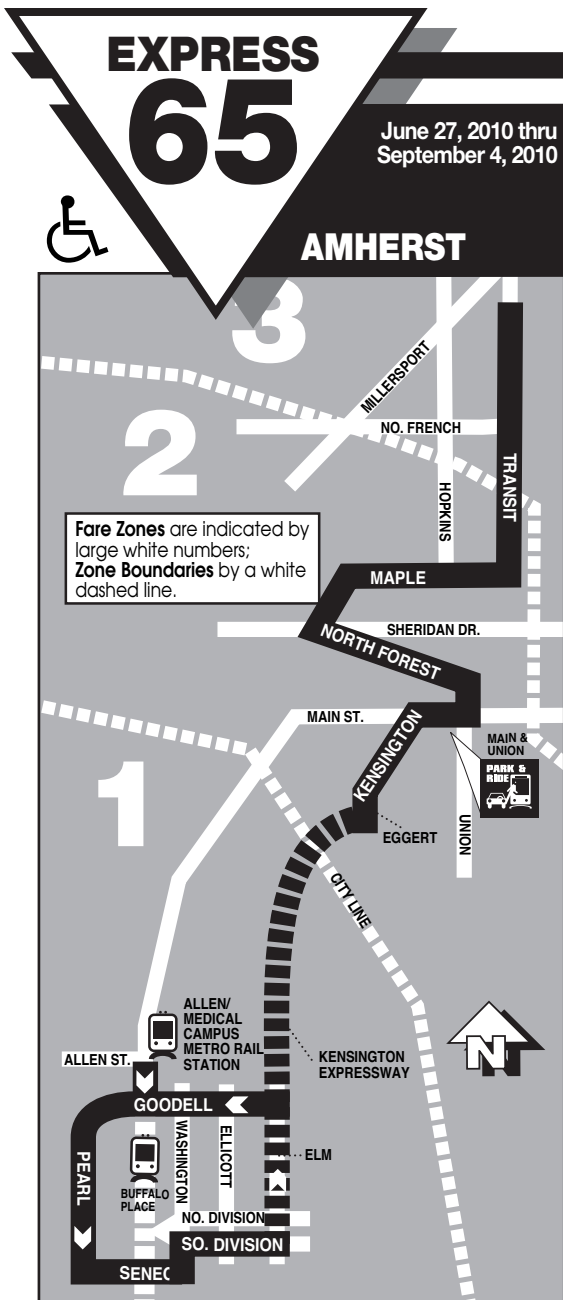 EXPRESS
65
June 27, 2010 thru
September 4, 2010
AMHERST
3
MILLERSPORT
2
NO. FRENCH
TRANSIT
HOPKINS
Fare Zones are indicated by
large white numbers;
Zone Boundaries by a white
dashed line.
MAPLE
SHERIDAN DR.
NORTH FOREST
MAIN ST.
KENSINGTON
MAIN &
UNION
PARK &
RIDE
1
EGGERT
UNION
CITY LINE
ALLEN/
MEDICAL
CAMPUS
METRO RAIL
STATION
ALLEN ST.
KENSINGTON
EXPRESSWAY
N
GOODELL
WASHINGTON
ELLICOTT
ELM
PEARL
BUFFALO
PLACE
NO. DIVISION
SO. DIVISION
SENEC